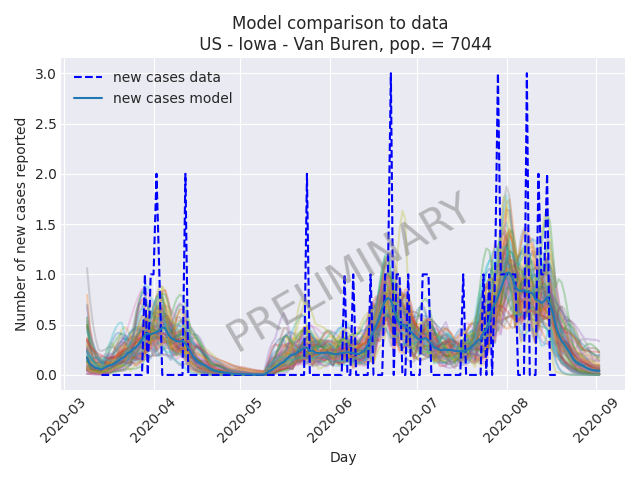 Model comparison to data
US - Iowa - Van Buren, pop. = 7044
new cases data
new cases model
Number of new cases reported
3.0
2.5
2.0
1.5
1.0
0.5
0.0
PRELIMINARY
2020-03
2020-04
2020-05
2020-06
2020-07
2020-08
2020-09
Day